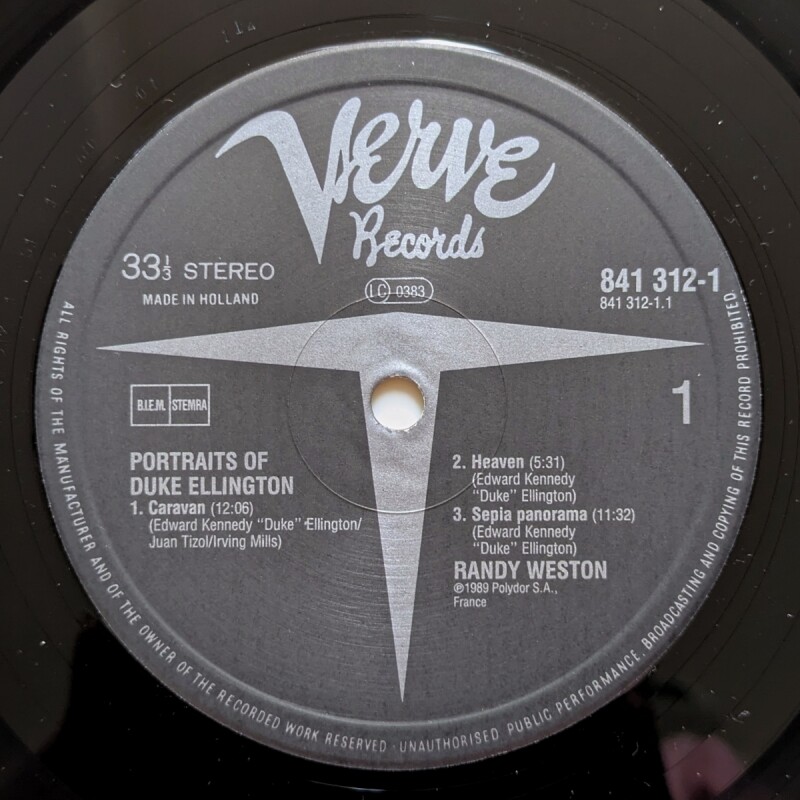 Verve
Records
33⅓ STEREO
MADE IN HOLLAND
LC 0383
841 312-1
841 312-1.1
B.I.E.M. STEMRA
1
PORTRAITS OF
DUKE ELLINGTON
1. Caravan (12:06)
(Edward Kennedy "Duke" Ellington/
Juan Tizol/Irving Mills)
2. Heaven (5:31)
(Edward Kennedy
"Duke" Ellington)
3. Sepia panorama (11:32)
(Edward Kennedy
"Duke" Ellington)
RANDY WESTON
℗1989 Polydor S.A.,
France
ALL RIGHTS OF THE MANUFACTURER AND OF THE OWNER OF THE RECORDED WORK RESERVED · UNAUTHORISED PUBLIC PERFORMANCE, BROADCASTING AND COPYING OF THIS RECORD PROHIBITED.